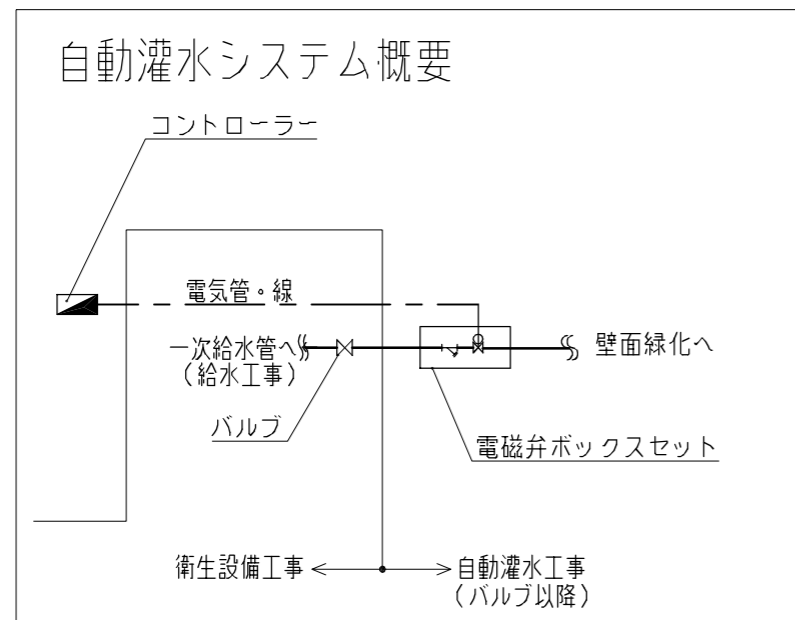 自動灌水システム概要
コントローラー
電気管・線
一次給水管へ
(給水工事)
壁面緑化へ
バルブ
電磁弁ボックスセット
衛生設備工事
自動灌水工事
(バルブ以降)